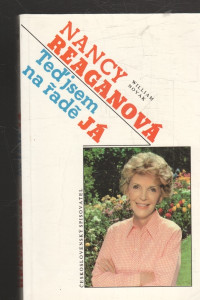 NANCY
REAGANOVÁ
WILLIAM
NOVAK
Teď jsem
na řadě
JÁ
ČESKOSLOVENSKÝ SPISOVATEL